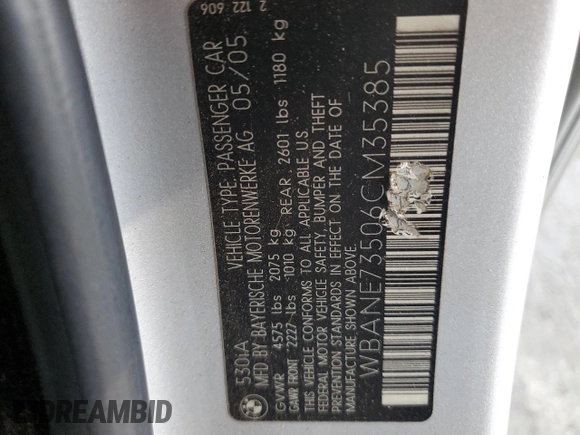 530iA
VEHICLE TYPE: PASSENGER CAR
MFD BY BAYERISCHE MOTORENWERKE AG 05/05
GVWR 4575 lbs 2075 kg
GAWR FRONT 2227 lbs 1010 kg REAR 2601 lbs 1180 kg
THIS VEHICLE CONFORMS TO ALL APPLICABLE U.S.
FEDERAL MOTOR VEHICLE SAFETY, BUMPER AND THEFT
PREVENTION STANDARDS IN EFFECT ON THE DATE OF
MANUFACTURE SHOWN ABOVE.
WBANE73506CM35385
2 122 606
DREAMBID